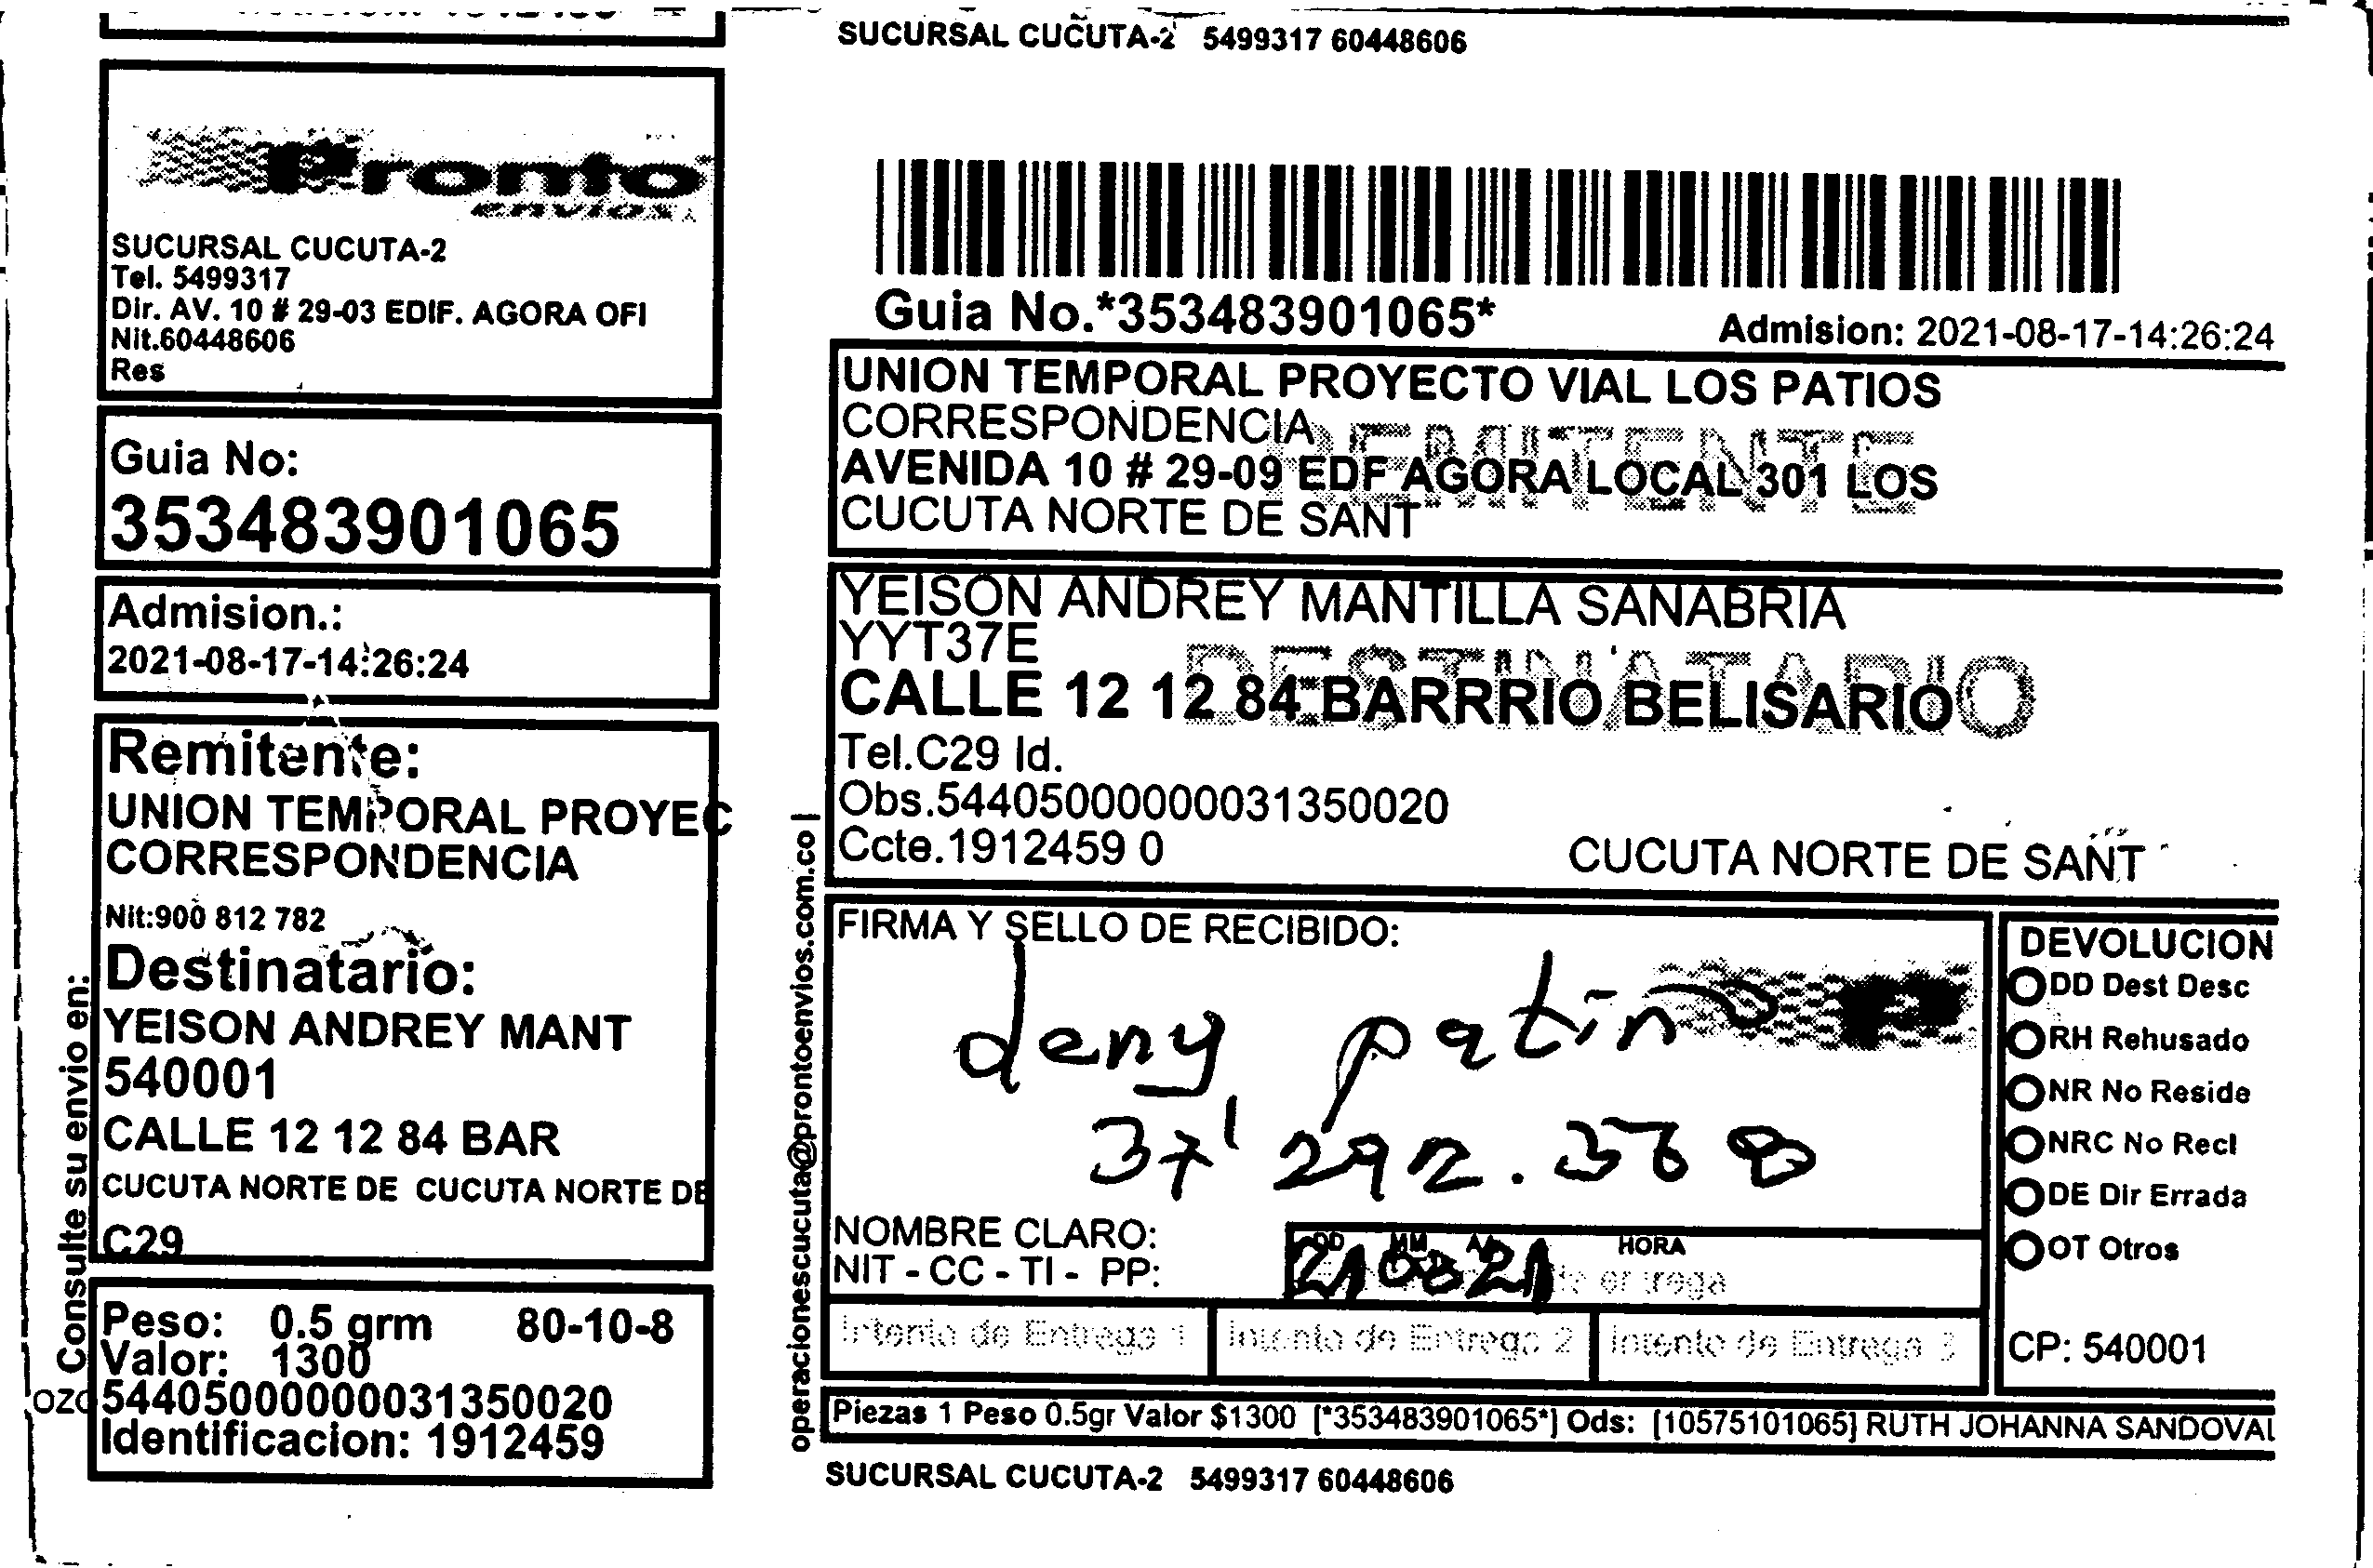 SUCURSAL CUCUTA-2 5499317 60448606
Pronto
envios
SUCURSAL CUCUTA-2
Tel. 5499317
Dir. AV. 10 # 29-03 EDIF. AGORA OFI
Nit.60448606
Res
Guia No:
353483901065
Admision.:
2021-08-17-14:26:24
Remitente:
UNION TEMPORAL PROYEC
CORRESPONDENCIA
Nit:900 812 782
Destinatario:
YEISON ANDREY MANT
540001
CALLE 12 12 84 BAR
CUCUTA NORTE DE CUCUTA NORTE DE
C29
Peso: 0.5 grm 80-10-8
Valor: 1300
544050000000031350020
Identificacion: 1912459
Consulte su envio en:
operacionescucuta@prontoenvios.com.co |
Guia No.*353483901065*
Admision: 2021-08-17-14:26:24
UNION TEMPORAL PROYECTO VIAL LOS PATIOS
CORRESPONDENCIA
REMITENTE
AVENIDA 10 # 29-09 EDF AGORA LOCAL 301 LOS
CUCUTA NORTE DE SANT
YEISON ANDREY MANTILLA SANABRIA
YYT37E
DESTINATARIO
CALLE 12 12 84 BARRRIO BELISARIO
Tel.C29 Id.
Obs.544050000000031350020
Ccte.1912459 0
CUCUTA NORTE DE SANT
FIRMA Y SELLO DE RECIBIDO:
deny patino
37'292.368
NOMBRE CLARO:
NIT - CC - TI - PP:
DD MM AA HORA
210821
entrega
Intento de Entrega 1
Intento de Entrega 2
Intento de Entrega 3
DEVOLUCION
DD Dest Desc
RH Rehusado
NR No Reside
NRC No Recl
DE Dir Errada
OT Otros
CP: 540001
Piezas 1 Peso 0.5gr Valor $1300 [*353483901065*] Ods: [10575101065] RUTH JOHANNA SANDOVAL
SUCURSAL CUCUTA-2 5499317 60448606